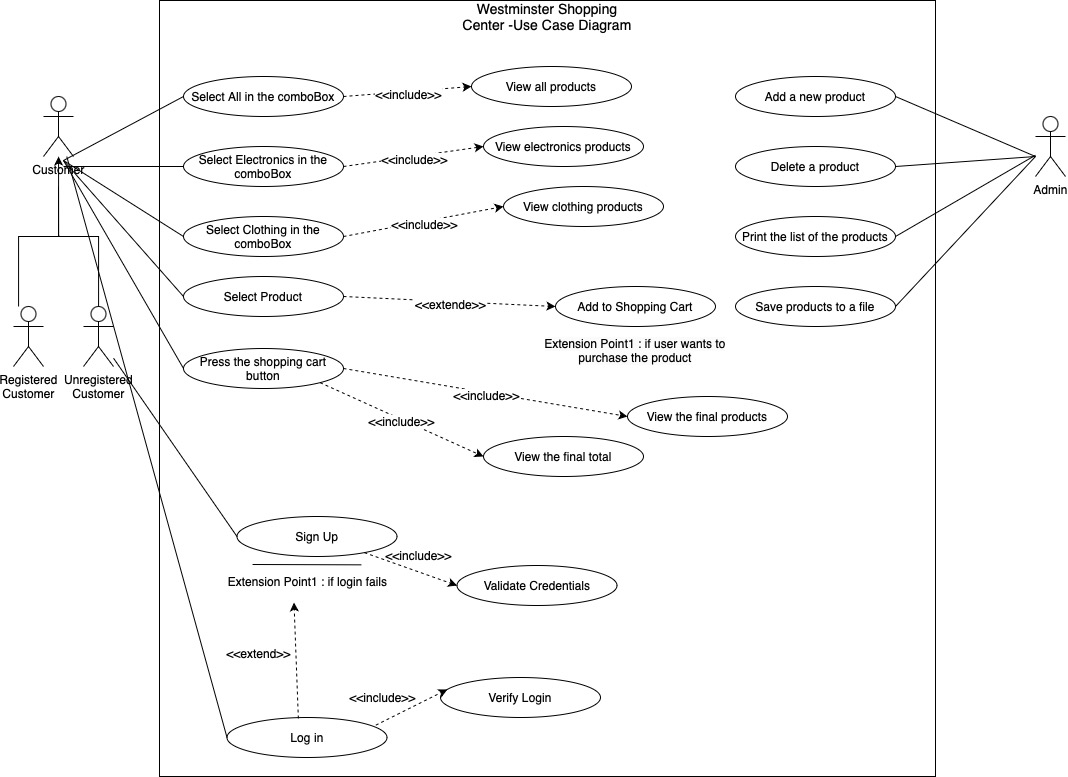 Westminster Shopping
Center -Use Case Diagram
Select All in the comboBox
<<include>>
View all products
Add a new product
Customer
Select Electronics in the
comboBox
<<include>>
View electronics products
Delete a product
Admin
Select Clothing in the
comboBox
<<include>>
View clothing products
Print the list of the products
Select Product
<<extende>>
Add to Shopping Cart
Save products to a file
Extension Point1 : if user wants to
purchase the product
Registered
Customer
Unregistered
Customer
Press the shopping cart
button
<<include>>
View the final products
<<include>>
View the final total
Sign Up
<<include>>
Extension Point1 : if login fails
Validate Credentials
<<extend>>
<<include>>
Verify Login
Log in